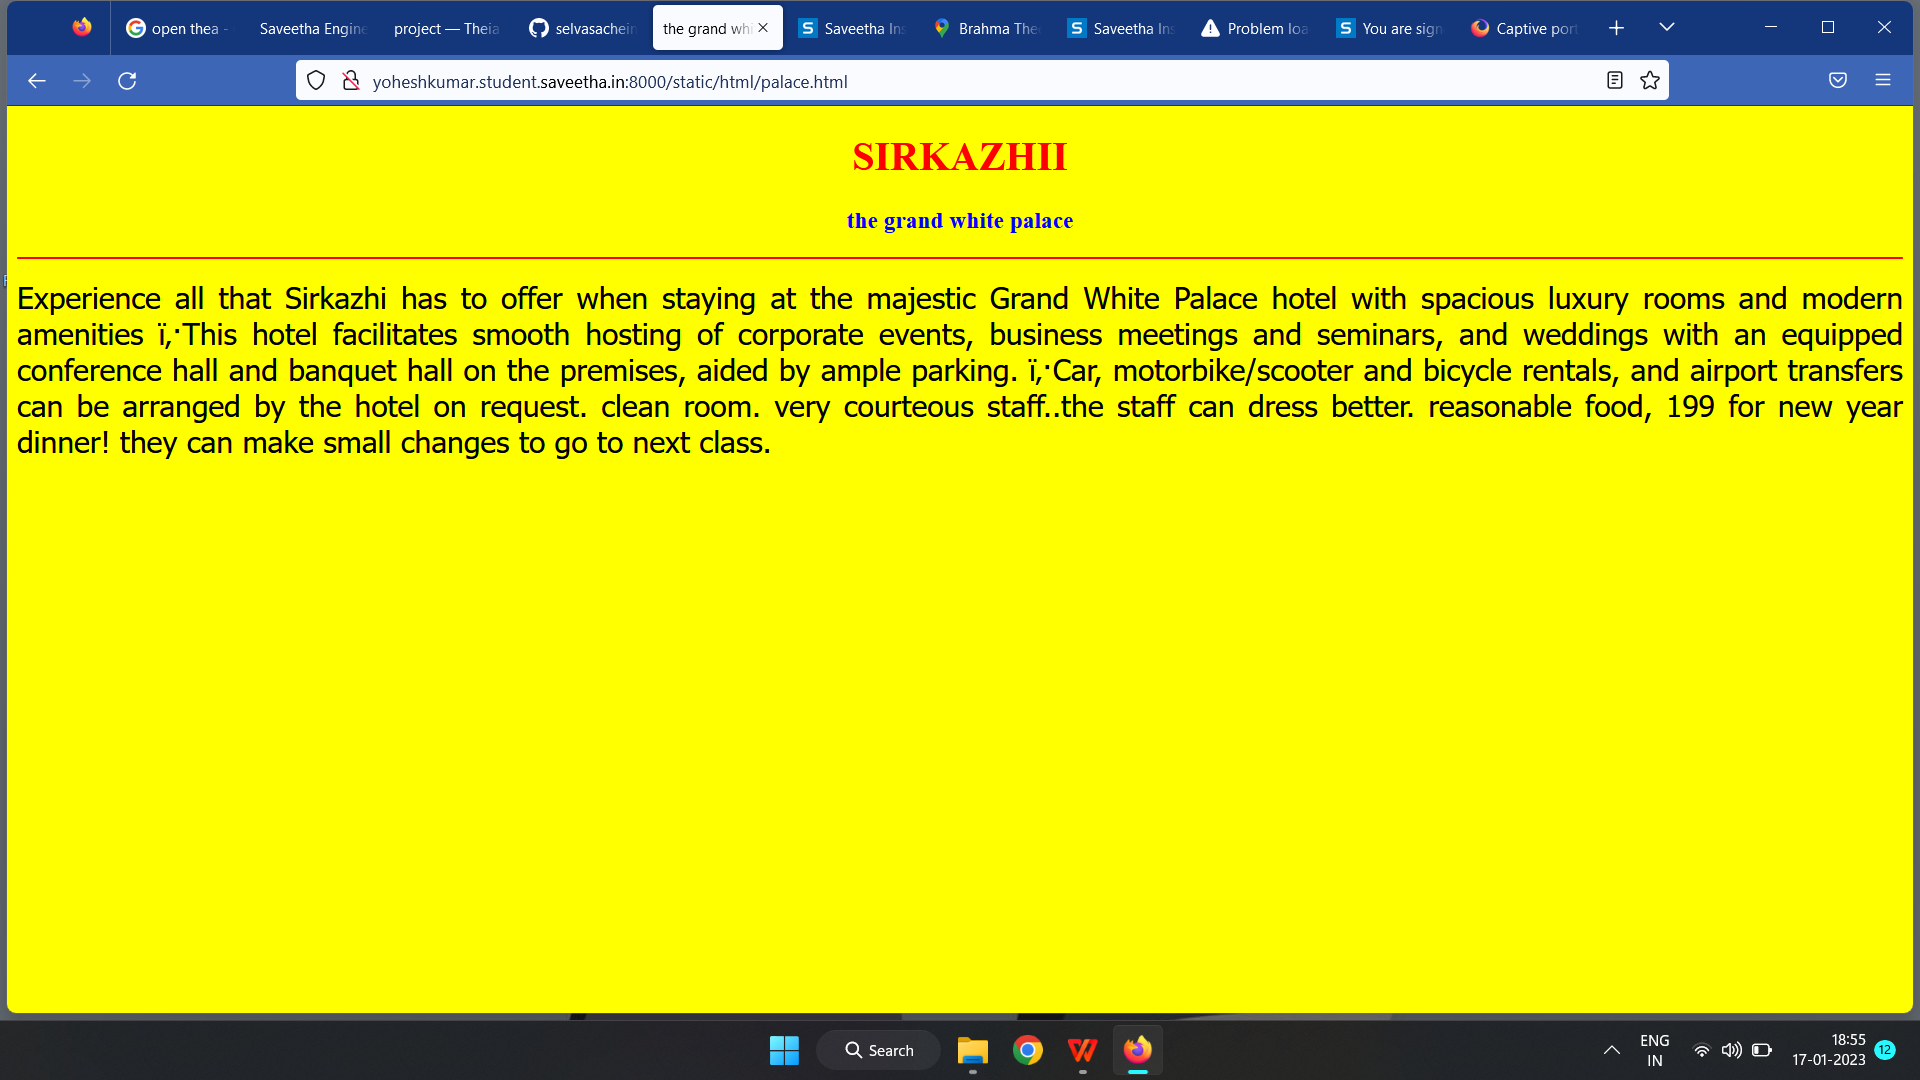 open thea -
Saveetha Engine
project — Theia
selvasachein
the grand whi
Saveetha Ins
Brahma The
Saveetha Ins
Problem loa
You are sign
Captive port
yoheshkumar.student.saveetha.in:8000/static/html/palace.html
SIRKAZHII
the grand white palace
Experience all that Sirkazhi has to offer when staying at the majestic Grand White Palace hotel with spacious luxury rooms and modern
amenities ï‚·This hotel facilitates smooth hosting of corporate events, business meetings and seminars, and weddings with an equipped
conference hall and banquet hall on the premises, aided by ample parking. ï‚·Car, motorbike/scooter and bicycle rentals, and airport transfers
can be arranged by the hotel on request. clean room. very courteous staff..the staff can dress better. reasonable food, 199 for new year
dinner! they can make small changes to go to next class.
Search
ENG
IN
18:55
17-01-2023
12